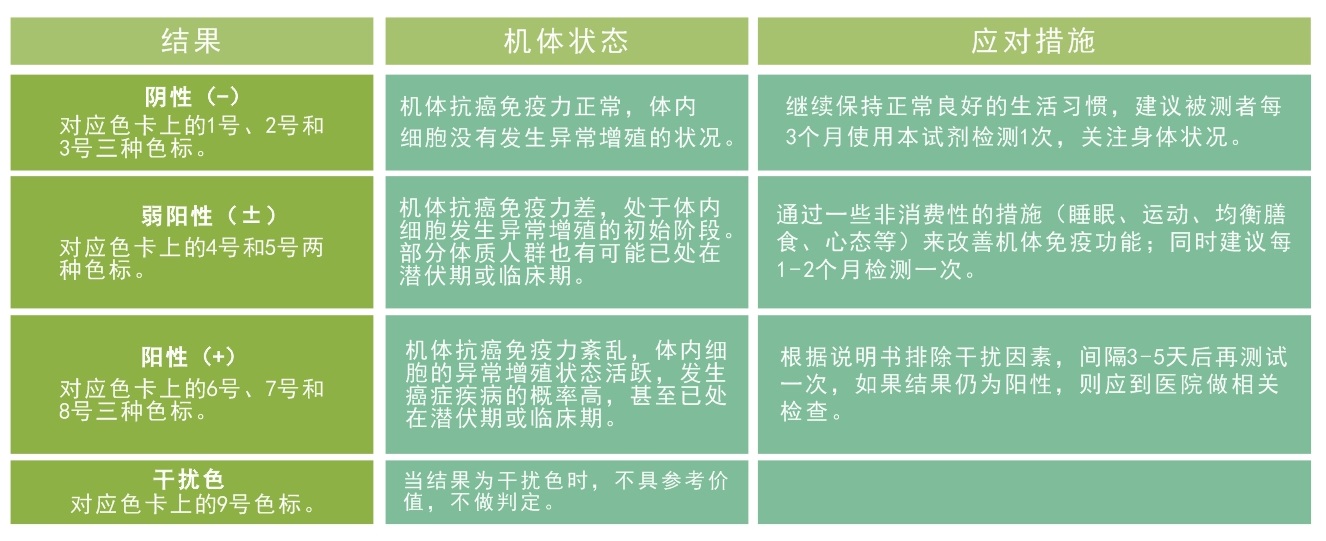 结果
机体状态
应对措施
阴性（-）
对应色卡上的1号、2号和
3号三种色标。
机体抗癌免疫力正常，体内
细胞没有发生异常增殖的状况。
继续保持正常良好的生活习惯，建议被测者每
3个月使用本试剂检测1次，关注身体状况。
弱阳性（±）
对应色卡上的4号和5号两
种色标。
机体抗癌免疫力差，处于体内
细胞发生异常增殖的初始阶段。
部分体质人群也有可能已处在
潜伏期或临床期。
通过一些非消费性的措施（睡眠、运动、均衡膳
食、心态等）来改善机体免疫功能；同时建议每
1-2个月检测一次。
阳性（+）
对应色卡上的6号、7号和
8号三种色标。
机体抗癌免疫力紊乱，体内细
胞的异常增殖状态活跃，发生
癌症疾病的概率高，甚至已处
在潜伏期或临床期。
根据说明书排除干扰因素，间隔3-5天后再测试
一次，如果结果仍为阳性，则应到医院做相关
检查。
干扰色
对应色卡上的9号色标。
当结果为干扰色时，不具参考价
值，不做判定。